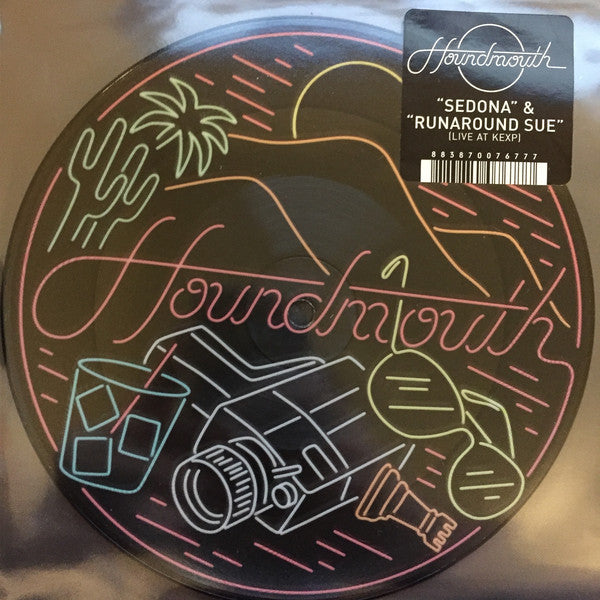 Houndmouth
"SEDONA" &
"RUNAROUND SUE"
(LIVE AT KEXP)
883870076777
Houndmouth